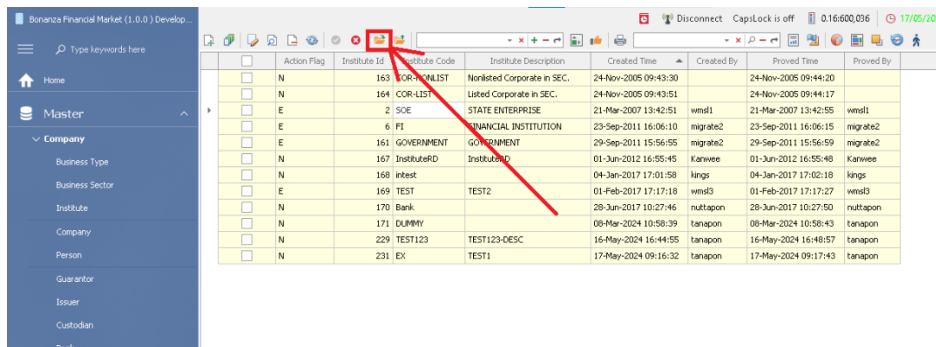 Bonanza Financial Market (1.0.0 ) Develop...
Disconnect CapsLock is off 0.16:600,036 17/05/20
Type keywords here
Home
Master
Company
Business Type
Business Sector
Institute
Company
Person
Guarantor
Issuer
Custodian
Action Flag Institute Id Institute Code Institute Description Created Time Created By Proved Time Proved By
N 163 COR-NONLIST Nonlisted Corporate in SEC. 24-Nov-2005 09:43:30 24-Nov-2005 09:44:20
N 164 COR-LIST Listed Corporate in SEC. 24-Nov-2005 09:43:51 24-Nov-2005 09:44:17
E 2 SOE STATE ENTERPRISE 21-Mar-2007 13:42:51 wmsl1 21-Mar-2007 13:42:55 wmsl1
E 6 FI FINANCIAL INSTITUTION 23-Sep-2011 16:06:10 migrate2 23-Sep-2011 16:06:15 migrate2
E 161 GOVERNMENT GOVERNMENT 29-Sep-2011 15:56:55 migrate2 29-Sep-2011 15:56:59 migrate2
N 167 InstituteRD InstituteRD 01-Jun-2012 16:55:45 Kanwee 01-Jun-2012 16:55:48 Kanwee
N 168 intest 04-Jan-2017 17:01:58 kings 04-Jan-2017 17:02:18 kings
E 169 TEST TEST2 01-Feb-2017 17:17:18 wmsl3 01-Feb-2017 17:17:27 wmsl3
N 170 Bank 28-Jun-2017 10:27:46 nuttapon 28-Jun-2017 10:27:50 nuttapon
N 171 DUMMY 08-Mar-2024 10:58:39 tanapon 08-Mar-2024 10:58:43 tanapon
N 229 TEST123 TEST123-DESC 16-May-2024 16:44:55 tanapon 16-May-2024 16:48:57 tanapon
N 231 EX TEST1 17-May-2024 09:16:32 tanapon 17-May-2024 09:17:43 tanapon